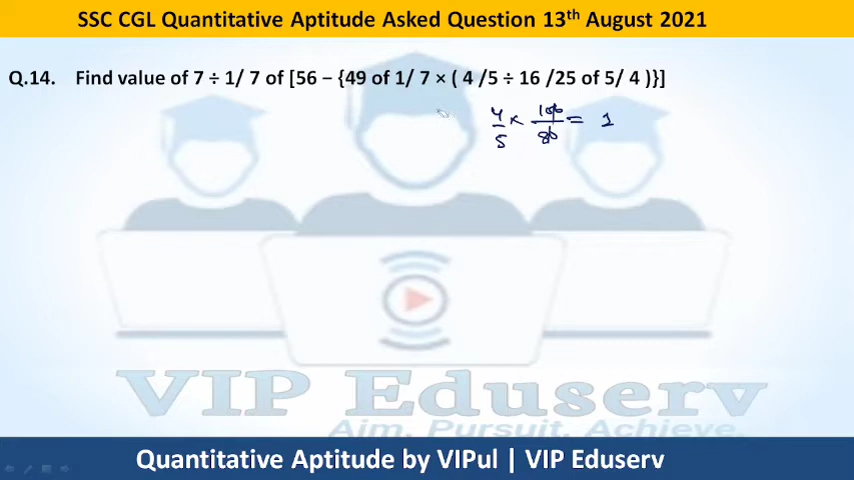 SSC CGL Quantitative Aptitude Asked Question 13th August 2021
Q.14. Find value of 7 ÷ 1/ 7 of [56 – {49 of 1/ 7 × ( 4 /5 ÷ 16 /25 of 5/ 4 )}]
4/5 × 100/80 = 1
VIP Eduserv
Aim. Pursuit. Achieve.
Quantitative Aptitude by VIPul | VIP Eduserv